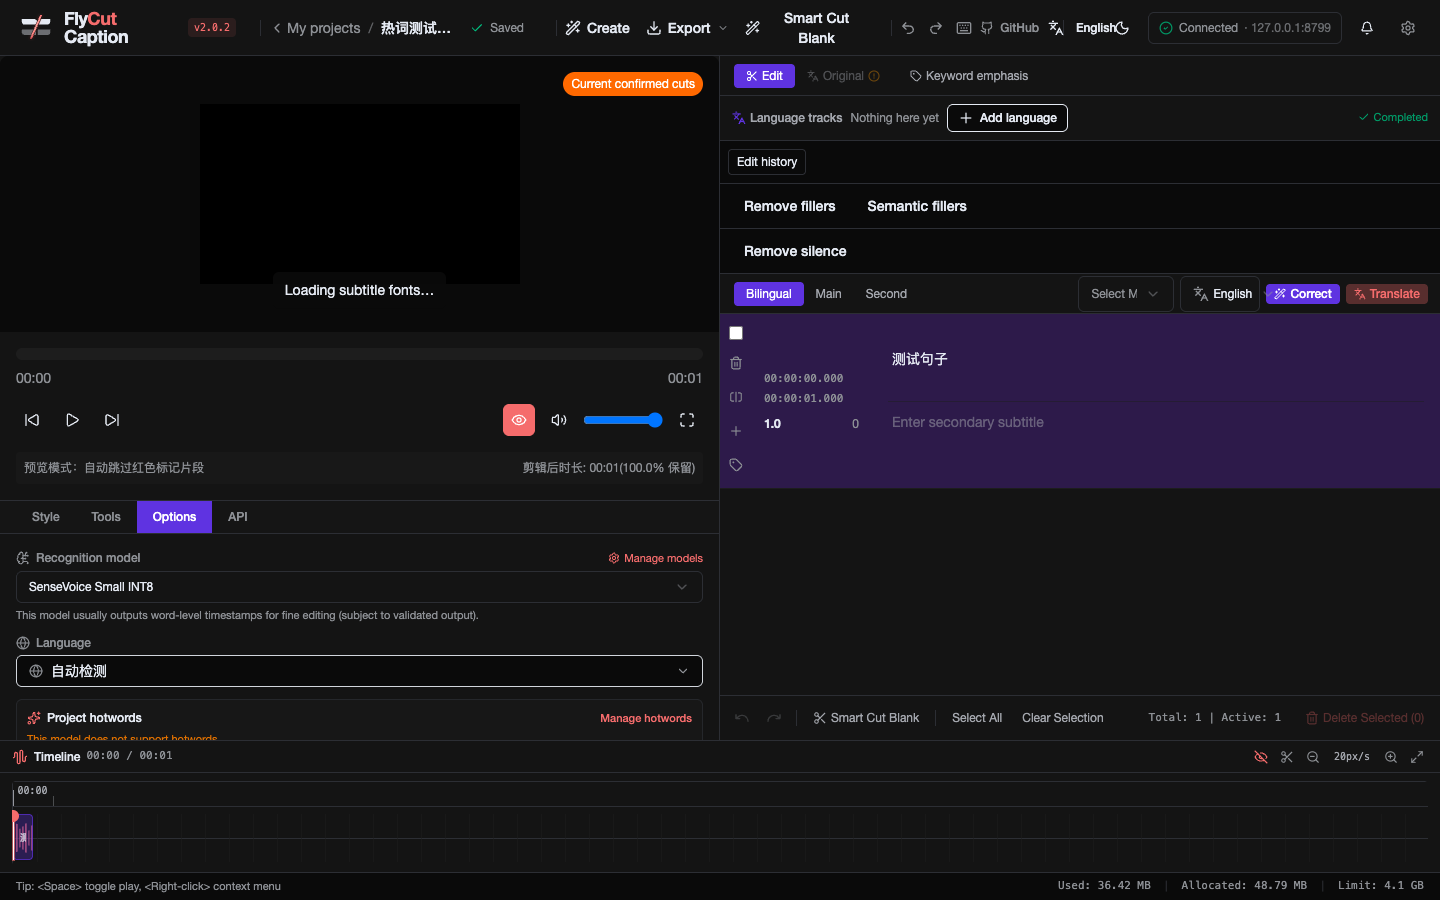 FlyCut Caption
v2.0.2
My projects / 热词测试...
Saved
Create
Export
Smart Cut Blank
GitHub
English
Connected · 127.0.0.1:8799
Current confirmed cuts
Loading subtitle fonts...
00:00
00:01
预览模式：自动跳过红色标记片段
剪辑后时长: 00:01(100.0% 保留)
Style
Tools
Options
API
Recognition model
Manage models
SenseVoice Small INT8
This model usually outputs word-level timestamps for fine editing (subject to validated output).
Language
自动检测
Project hotwords
Manage hotwords
This model does not support hotwords
Edit
Original
Keyword emphasis
Language tracks
Nothing here yet
Add language
Completed
Edit history
Remove fillers
Semantic fillers
Remove silence
Bilingual
Main
Second
Select M
English
Correct
Translate
测试句子
00:00:00.000
00:00:01.000
1.0
0
Enter secondary subtitle
Smart Cut Blank
Select All
Clear Selection
Total: 1 | Active: 1
Delete Selected (0)
Timeline
00:00 / 00:01
20px/s
00:00
测
Tip: <Space> toggle play, <Right-click> context menu
Used: 36.42 MB
Allocated: 48.79 MB
Limit: 4.1 GB